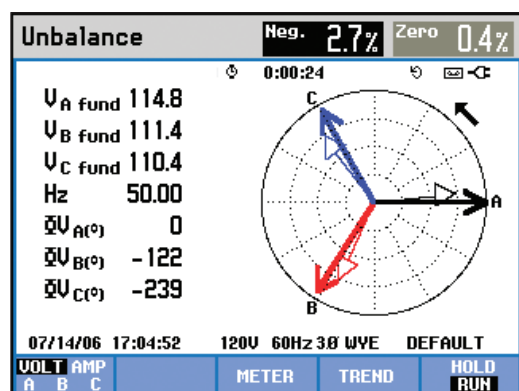 Unbalance Neg. 2.7% Zero 0.4%
0:00:24
C
VA fund 114.8
VB fund 111.4
VC fund 110.4
Hz 50.00
A
ΦVA(°) 0
ΦVB(°) -122
ΦVC(°) -239
B
07/14/06 17:04:52 120V 60Hz 3Ø WYE DEFAULT
VOLT AMP
A B C
METER
TREND
HOLD
RUN